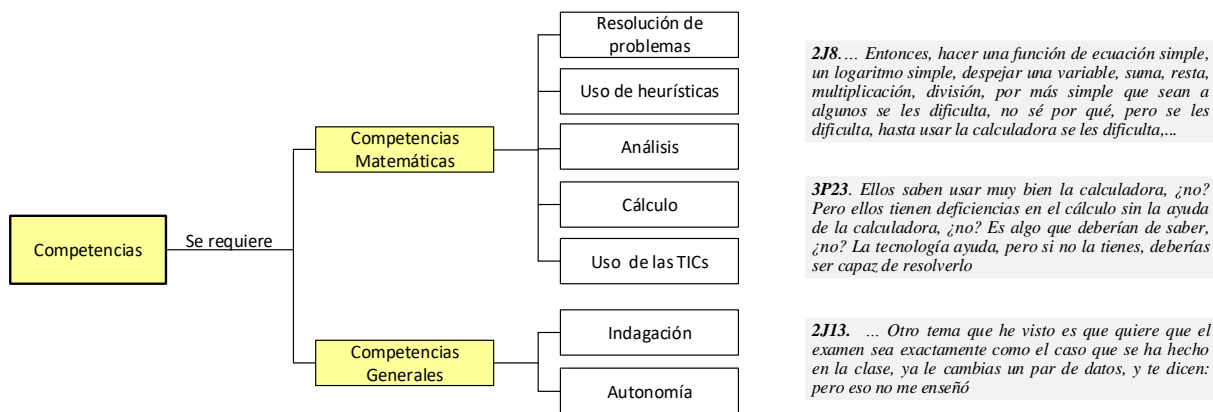 Competencias
Se requiere
Competencias
Matemáticas
Resolución de
problemas
Uso de heurísticas
Análisis
Cálculo
Uso de las TICs
Competencias
Generales
Indagación
Autonomía
2J8.… Entonces, hacer una función de ecuación simple,
un logaritmo simple, despejar una variable, suma, resta,
multiplicación, división, por más simple que sean a
algunos se les dificulta, no sé por qué, pero se les
dificulta, hasta usar la calculadora se les dificulta,...
3P23. Ellos saben usar muy bien la calculadora, ¿no?
Pero ellos tienen deficiencias en el cálculo sin la ayuda
de la calculadora, ¿no? Es algo que deberían de saber,
¿no? La tecnología ayuda, pero si no la tienes, deberías
ser capaz de resolverlo
2J13. … Otro tema que he visto es que quiere que el
examen sea exactamente como el caso que se ha hecho
en la clase, ya le cambias un par de datos, y te dicen:
pero eso no me enseñó